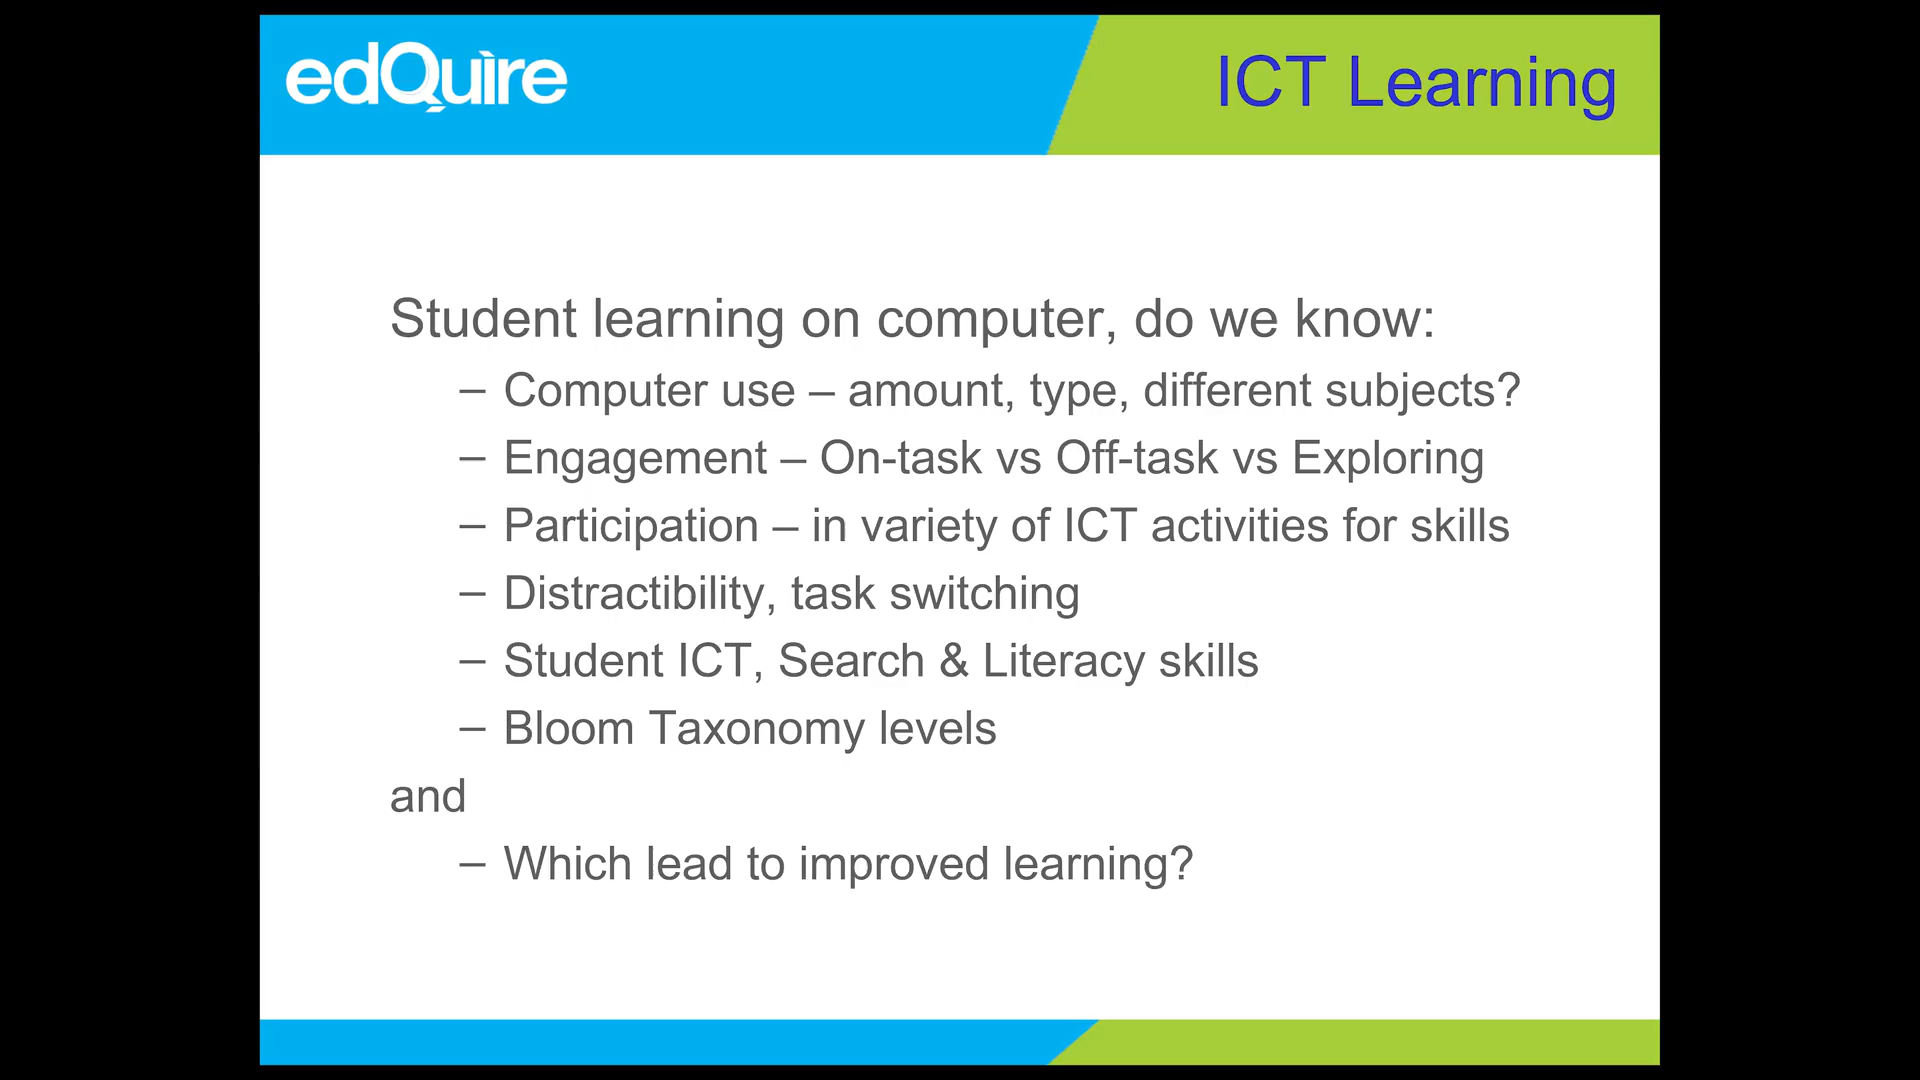 edQuire
ICT Learning
Student learning on computer, do we know:
– Computer use – amount, type, different subjects?
– Engagement – On-task vs Off-task vs Exploring
– Participation – in variety of ICT activities for skills
– Distractibility, task switching
– Student ICT, Search & Literacy skills
– Bloom Taxonomy levels
and
– Which lead to improved learning?